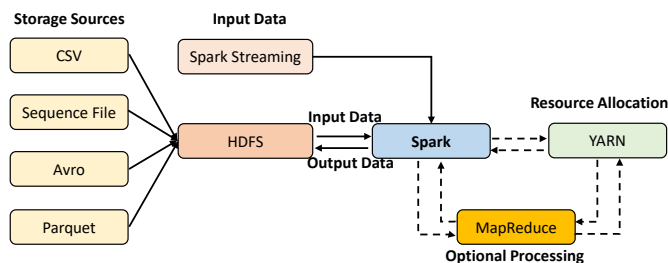 Storage Sources
Input Data
CSV
Spark Streaming
Sequence File
Input Data
Resource Allocation
HDFS
Spark
YARN
Output Data
Avro
Parquet
MapReduce
Optional Processing